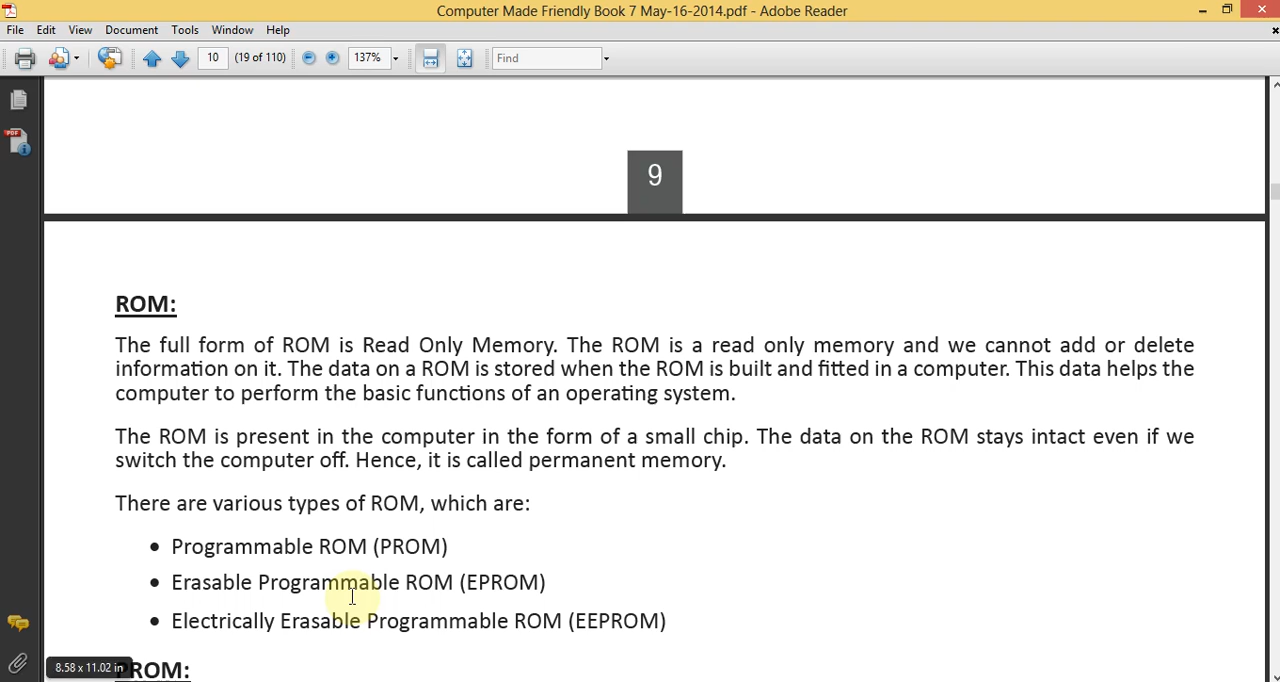 Computer Made Friendly Book 7 May-16-2014.pdf - Adobe Reader
File Edit View Document Tools Window Help
10 (19 of 110) 137% Find
9
ROM:
The full form of ROM is Read Only Memory. The ROM is a read only memory and we cannot add or delete
information on it. The data on a ROM is stored when the ROM is built and fitted in a computer. This data helps the
computer to perform the basic functions of an operating system.
The ROM is present in the computer in the form of a small chip. The data on the ROM stays intact even if we
switch the computer off. Hence, it is called permanent memory.
There are various types of ROM, which are:
• Programmable ROM (PROM)
• Erasable Programmable ROM (EPROM)
• Electrically Erasable Programmable ROM (EEPROM)
8.58 x 11.02 in
PROM: